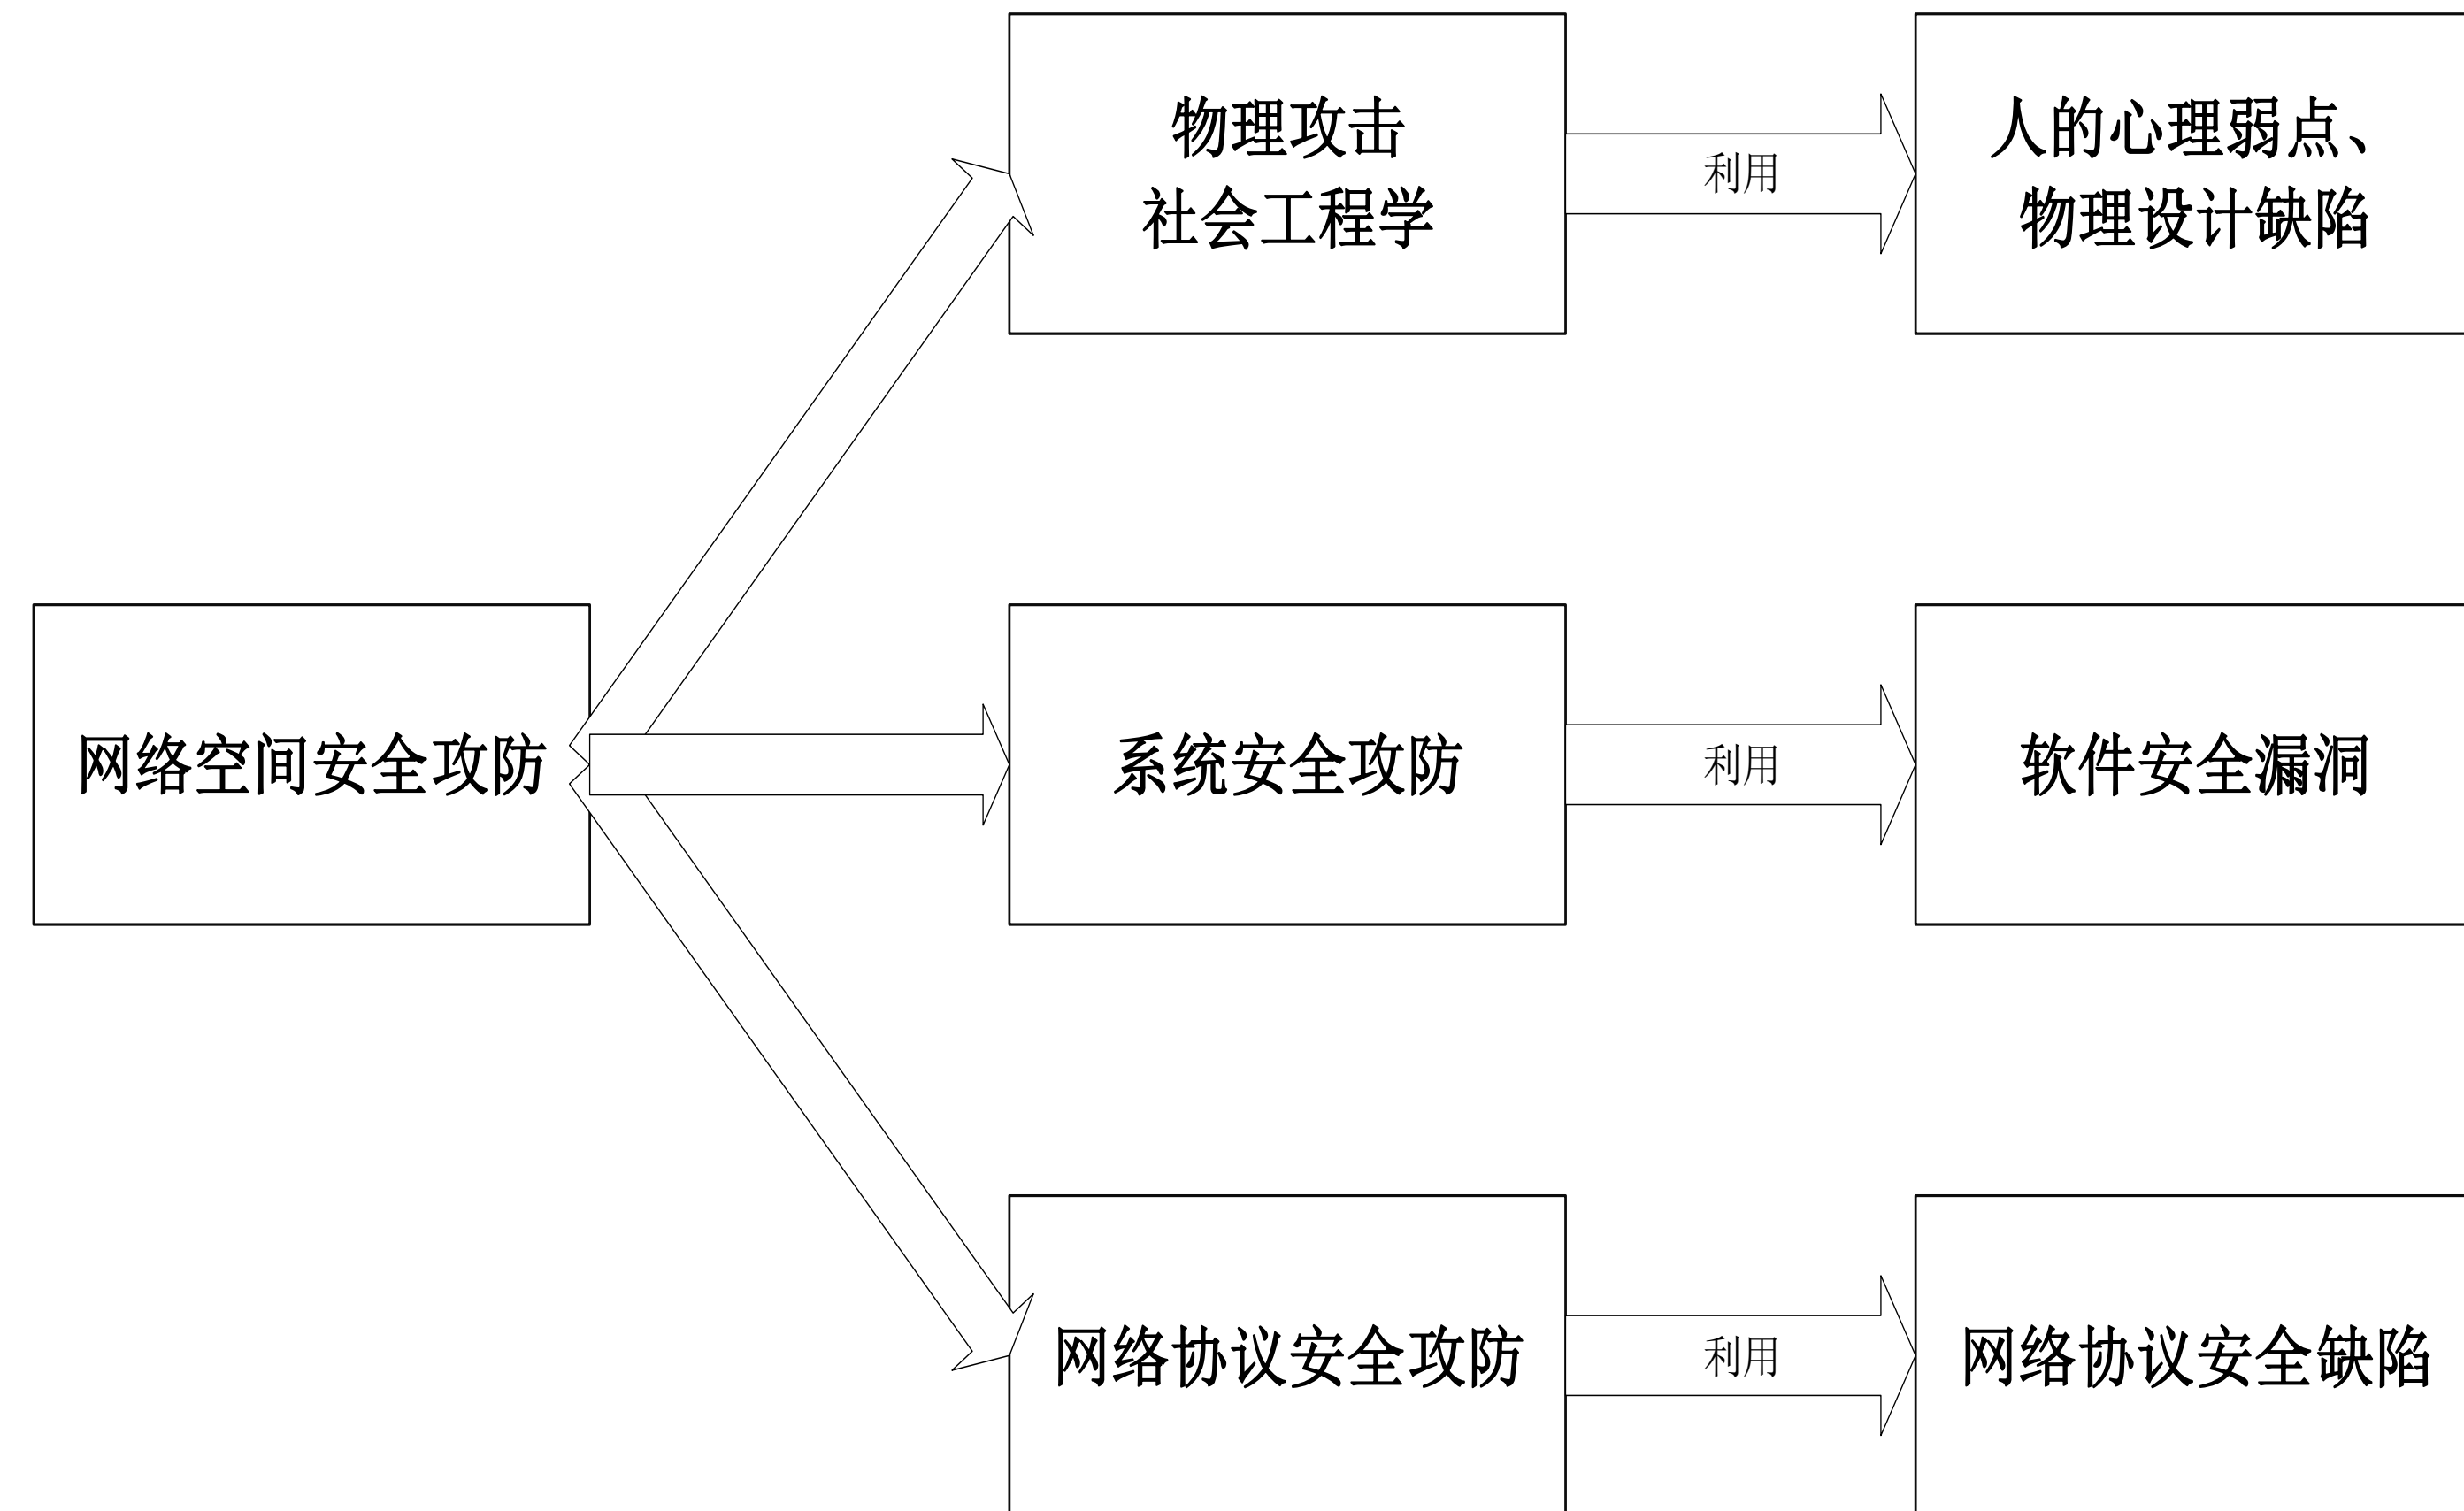 物理攻击
社会工程学
利用
人的心理弱点、
物理设计缺陷
网络空间安全攻防
系统安全攻防
利用
软件安全漏洞
网络协议安全攻防
利用
网络协议安全缺陷